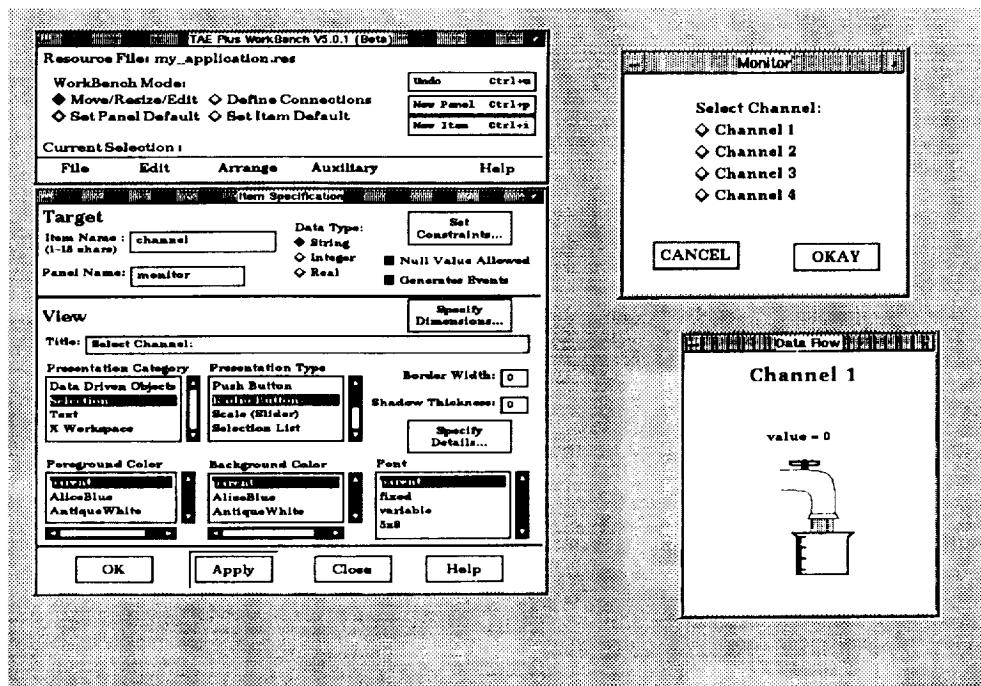 TAE Plus WorkBench V5.0.1 (Beta)
Resource File: my_application.res
WorkBench Mode:
Move/Resize/Edit Define Connections
Set Panel Default Set Item Default
Undo Ctrl+u
New Panel Ctrl+p
New Item Ctrl+i
Current Selection :
File Edit Arrange Auxiliary Help
Item Specification
Target
Item Name :
(1-15 chars)
channel
Panel Name:
monitor
Data Type:
String
Integer
Real
Set
Constraints...
Null Value Allowed
Generates Events
View
Specify
Dimensions...
Title: Select Channel:
Presentation Category
Data Driven Objects
Selection
Text
X Workspace
Presentation Type
Push Button
Radio Button
Scale (Slider)
Selection List
Border Width: 0
Shadow Thickness: 0
Specify
Details...
Foreground Color
parent
AliceBlue
AntiqueWhite
Background Color
parent
AliceBlue
AntiqueWhite
Font
parent
fixed
variable
5x8
OK Apply Close Help
Monitor
Select Channel:
Channel 1
Channel 2
Channel 3
Channel 4
CANCEL OKAY
Data Flow
Channel 1
value = 0